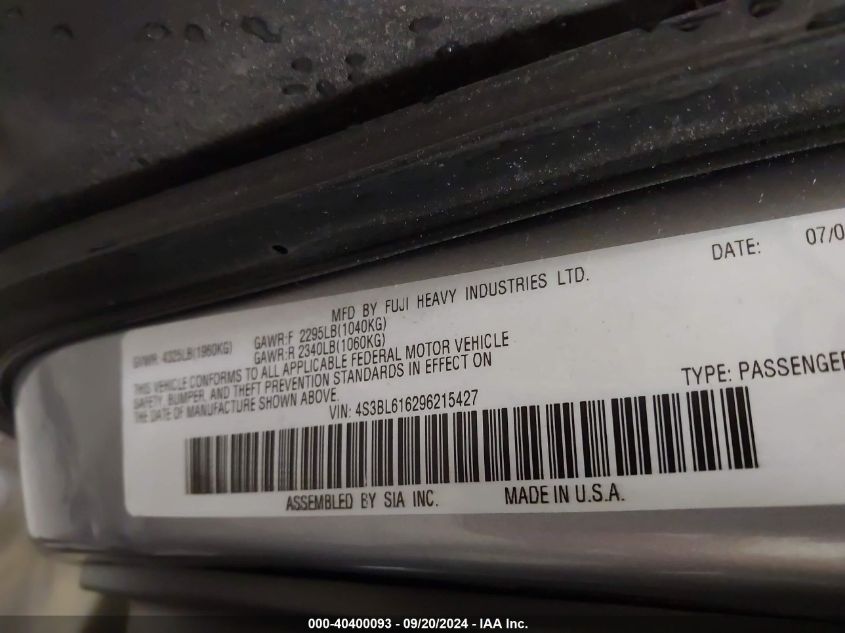 DATE: 07/0
MFD BY FUJI HEAVY INDUSTRIES LTD.
GVWR: 4325LB(1960KG) GAWR:F 2295LB(1040KG)
GAWR:R 2340LB(1060KG)
THIS VEHICLE CONFORMS TO ALL APPLICABLE FEDERAL MOTOR VEHICLE
SAFETY, BUMPER, AND THEFT PREVENTION STANDARDS IN EFFECT ON
THE DATE OF MANUFACTURE SHOWN ABOVE.
VIN: 4S3BL616296215427 TYPE: PASSENGER
ASSEMBLED BY SIA INC. MADE IN U.S.A.
000-40400093 - 09/20/2024 - IAA Inc.